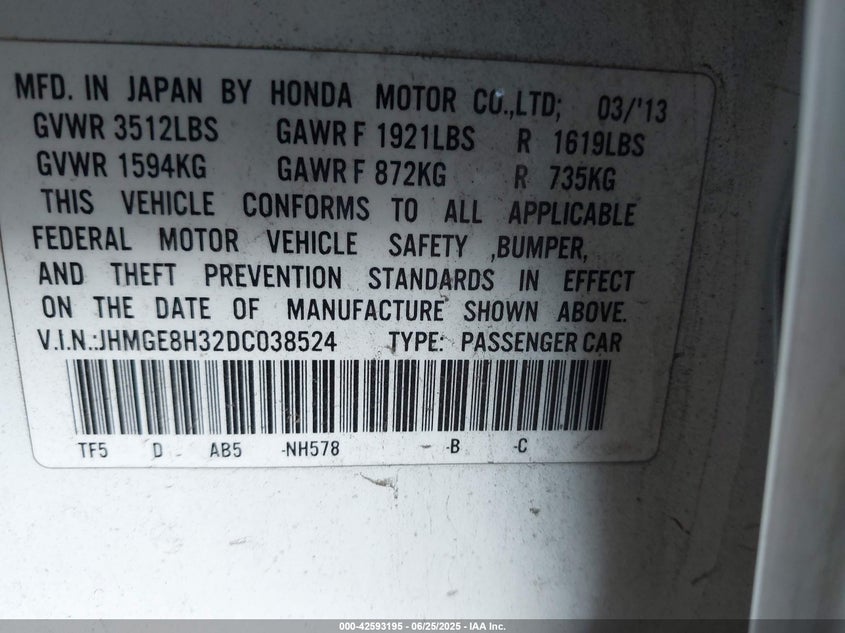 MFD. IN JAPAN BY HONDA MOTOR CO.,LTD; 03/'13
GVWR 3512LBS GAWR F 1921LBS R 1619LBS
GVWR 1594KG GAWR F 872KG R 735KG
THIS VEHICLE CONFORMS TO ALL APPLICABLE
FEDERAL MOTOR VEHICLE SAFETY ,BUMPER,
AND THEFT PREVENTION STANDARDS IN EFFECT
ON THE DATE OF MANUFACTURE SHOWN ABOVE.
V.I.N.:JHMGE8H32DC038524 TYPE: PASSENGER CAR
TF5 D - AB5 -NH578 - -B -C
000-42593195 - 06/25/2025 - IAA Inc.